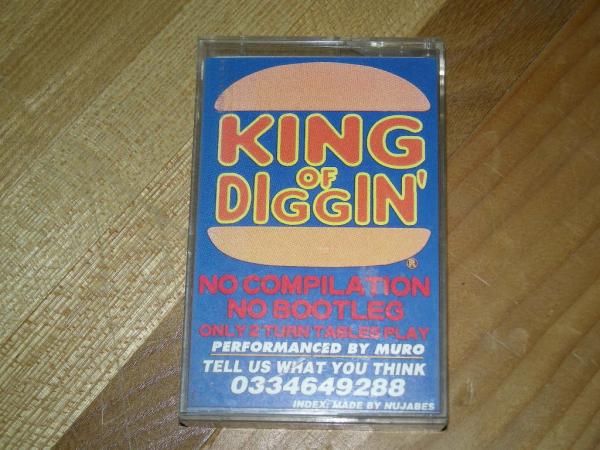 KING
OF
DIGGIN'
®
NO COMPILATION
NO BOOTLEG
ONLY 2 TURN TABLES PLAY
PERFORMANCED BY MURO
TELL US WHAT YOU THINK
0334649288
INDEX: MADE BY NUJABES